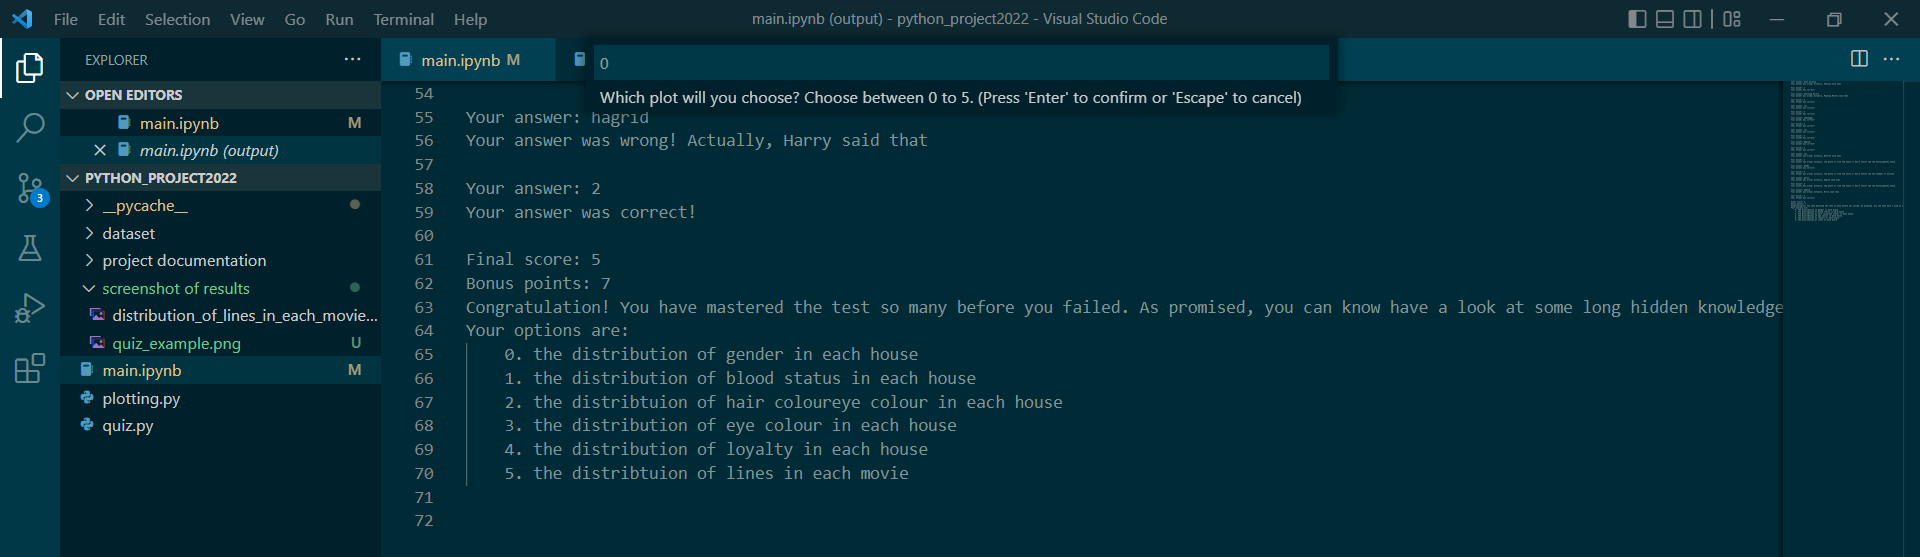 File Edit Selection View Go Run Terminal Help
main.ipynb (output) - python_project2022 - Visual Studio Code
EXPLORER
OPEN EDITORS
main.ipynb M
main.ipynb (output)
PYTHON_PROJECT2022
3
__pycache__
dataset
project documentation
screenshot of results
distribution_of_lines_in_each_movie...
quiz_example.png U
main.ipynb M
plotting.py
quiz.py
main.ipynb M
0
Which plot will you choose? Choose between 0 to 5. (Press 'Enter' to confirm or 'Escape' to cancel)
54
55 Your answer: hagrid
56 Your answer was wrong! Actually, Harry said that
57
58 Your answer: 2
59 Your answer was correct!
60
61 Final score: 5
62 Bonus points: 7
63 Congratulation! You have mastered the test so many before you failed. As promised, you can know have a look at some long hidden knowledge
64 Your options are:
65 0. the distribution of gender in each house
66 1. the distribution of blood status in each house
67 2. the distribtuion of hair coloureye colour in each house
68 3. the distribution of eye colour in each house
69 4. the distribution of loyalty in each house
70 5. the distribtuion of lines in each movie
71
72